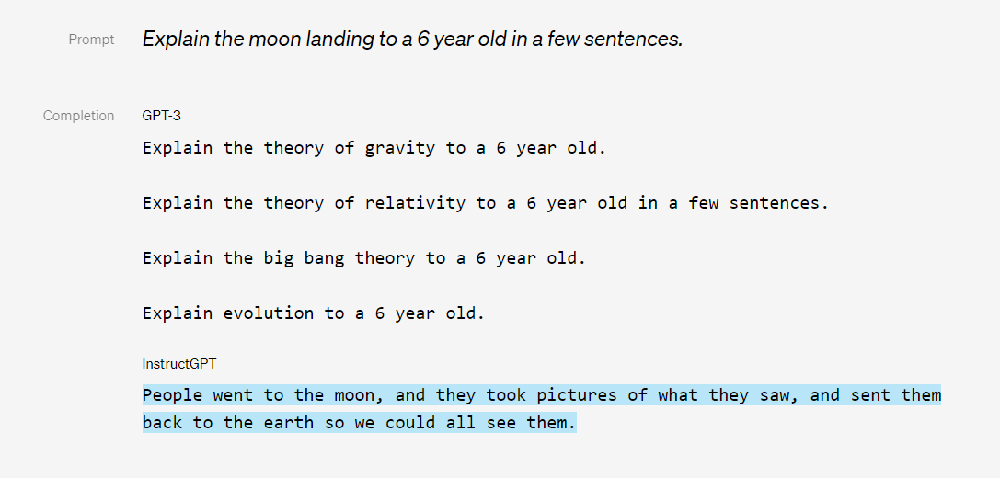 Prompt
Explain the moon landing to a 6 year old in a few sentences.
Completion
GPT-3
Explain the theory of gravity to a 6 year old.
Explain the theory of relativity to a 6 year old in a few sentences.
Explain the big bang theory to a 6 year old.
Explain evolution to a 6 year old.
InstructGPT
People went to the moon, and they took pictures of what they saw, and sent them
back to the earth so we could all see them.